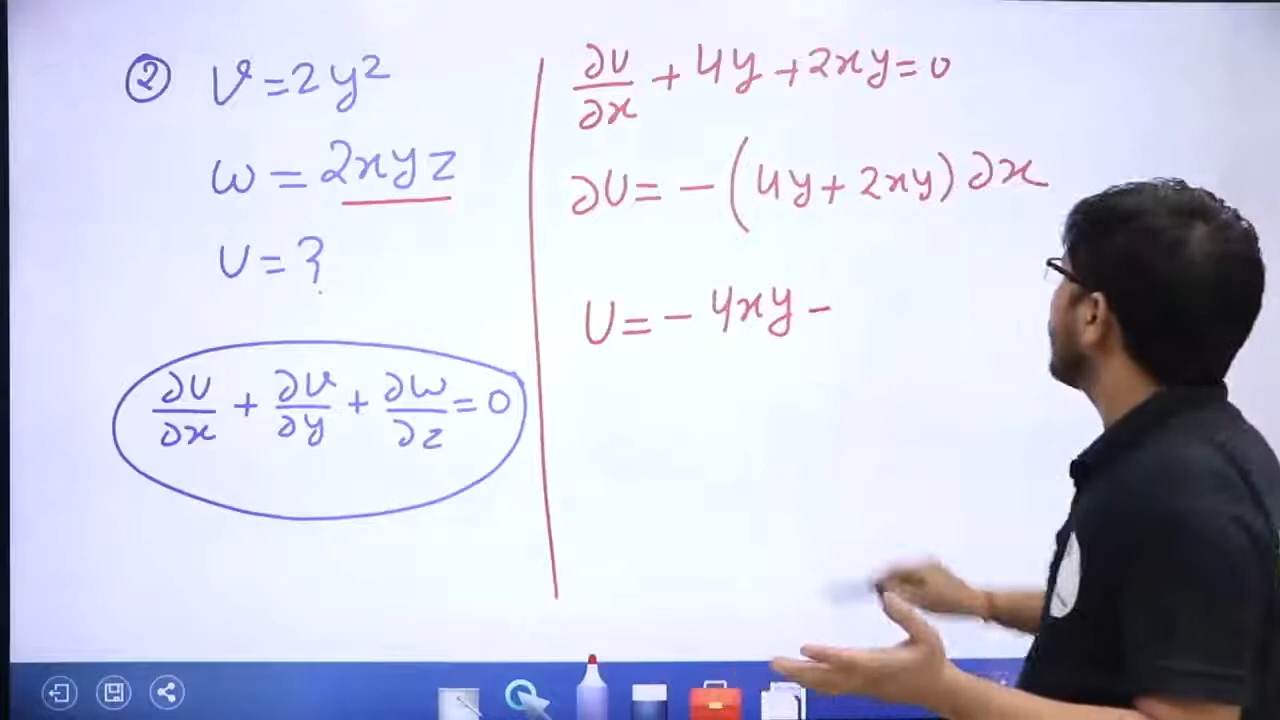 ② v = 2y²
w = 2xyz
U = ?
∂U/∂x + ∂v/∂y + ∂w/∂z = 0
∂U/∂x + 4y + 2xy = 0
∂U = - (4y + 2xy) ∂x
U = - 4xy -